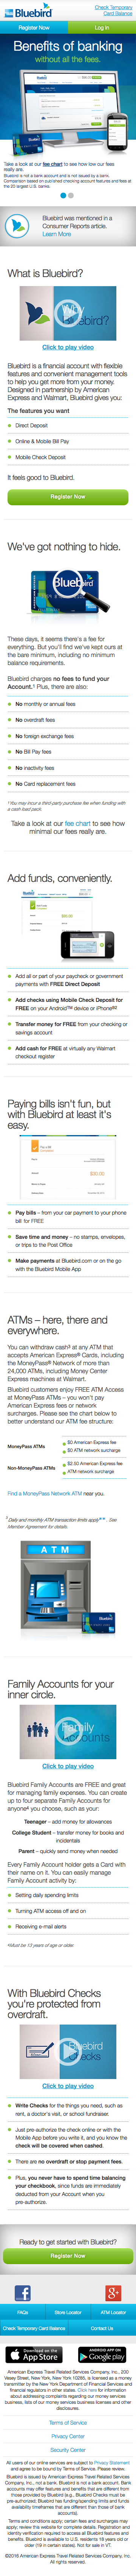 Bluebird
Check Temporary
Card Balance
Register Now
Log In
Benefits of banking
without all the fees.
Take a look at our fee chart to see how low our fees
really are.
Bluebird is not a bank account and is not issued by a bank.
Comparison based on published checking account features and fees at
the 20 largest U.S. banks.
Bluebird was mentioned in a
Consumer Reports article.
Learn More
What is Bluebird?
Click to play video
Bluebird is a financial account with flexible
features and convenient management tools
to help you get more from your money.
Designed in partnership by American
Express and Walmart, Bluebird gives you:
The features you want
Direct Deposit
Online & Mobile Bill Pay
Mobile Check Deposit
It feels good to Bluebird.
Register Now
We've got nothing to hide.
Bluebird
These days, it seems there's a fee for
everything. But you'll find we've kept ours at
the bare minimum, including no minimum
balance requirements.
Bluebird charges no fees to fund your
Account.¹ Plus, there are also:
No monthly or annual fees
No overdraft fees
No foreign exchange fees
No Bill Pay fees
No inactivity fees
No Card replacement fees
¹ You may incur a third-party purchase fee when funding with
a cash dual pack.
Take a look at our fee chart to see how
minimal our fees really are.
Add funds, conveniently.
Add all or part of your paycheck or government
payments with FREE Direct Deposit
Add checks using Mobile Check Deposit for
FREE on your Android™ device or iPhone®²
Transfer money for FREE from your checking or
savings account
Add cash for FREE at virtually any Walmart
checkout register
Paying bills isn't fun, but
with Bluebird at least it's
easy.
$90.00
Pay bills – from your car payment to your phone
bill for FREE
Save time and money – no stamps, envelopes,
or trips to the Post Office
Make payments at Bluebird.com or on the go
with the Bluebird Mobile App
ATMs – here, there and
everywhere.
You can withdraw cash³ at any ATM that
accepts American Express® Cards, including
the MoneyPass® Network of more than
24,000 ATMs, including Money Center
Express machines at Walmart.
Bluebird customers enjoy FREE ATM Access
at MoneyPass ATMs – you won't pay
American Express fees or network
surcharges. Please see the chart below to
better understand our ATM fee structure:
MoneyPass ATMs
$0 American Express fee
$0 ATM network surcharge
Non-MoneyPass ATMs
$2.50 American Express fee
ATM network surcharge
Find a MoneyPass Network ATM near you.
³Daily and monthly ATM transaction limits apply**. See
Member Agreement for details.
ATM
Family Accounts for your
inner circle.
Family
Accounts
Click to play video
Bluebird Family Accounts are FREE and great
for managing family expenses. You can create
up to four separate Family Accounts for
anyone⁴ you choose, such as your:
Teenager – add money for allowances
College Student – transfer money for books and
incidentals
Parent – quickly send money when needed
Every Family Account holder gets a Card with
their name on it. You can easily manage
Family Account activity by:
Setting daily spending limits
Turning ATM access off and on
Receiving e-mail alerts
⁴Must be 13 years of age or older.
With Bluebird Checks
you're protected from
overdraft.
Bluebird
Checks
Click to play video
Write Checks for the things you need, such as
rent, a doctor's visit, or school fundraiser.
Just pre-authorize the check online or with the
Mobile App before you write it, and you know the
check will be covered when cashed.
There are no overdraft or stop payment fees.
Plus, you never have to spend time balancing
your checkbook, since funds are immediately
deducted from your Account when you
pre-authorize.
Ready to get started with Bluebird?
Register Now
FAQs
Store Locator
ATM Locator
Check Temporary Card Balance
Contact Us
Download on the
App Store
ANDROID APP ON
Google play
American Express Travel Related Services Company, Inc., 200
Vesey Street, New York, New York 10285, is licensed as a money
transmitter by the New York State Department of Financial Services and
financial regulators in other states. Click here for information
about addressing complaints regarding our money services
business, lists of our money services business licenses, and other
disclosures.
Terms of Service
Privacy Center
Security Center
All users of our online services are subject to Privacy Statement
and agree to be bound by Terms of Service. Please review.
Bluebird is issued by American Express Travel Related Services
Company, Inc., not a bank. Bluebird is not a bank account. Bank
accounts may offer features and benefits that are different from
those provided by Bluebird (e.g., Bluebird Checks must be
pre-authorized, Bluebird has funding/spending limits and funds
availability timeframes that are different than those of bank
accounts).
Terms and conditions apply; certain fees and surcharges may
apply; review the website for complete details. Registration and
identity verification required to access all Bluebird features and
benefits. Bluebird is available to U.S. residents 18 years old or
older (19 in certain states). Not for sale in VT.
©2016 American Express Travel Related Services Company, Inc.
All rights reserved.